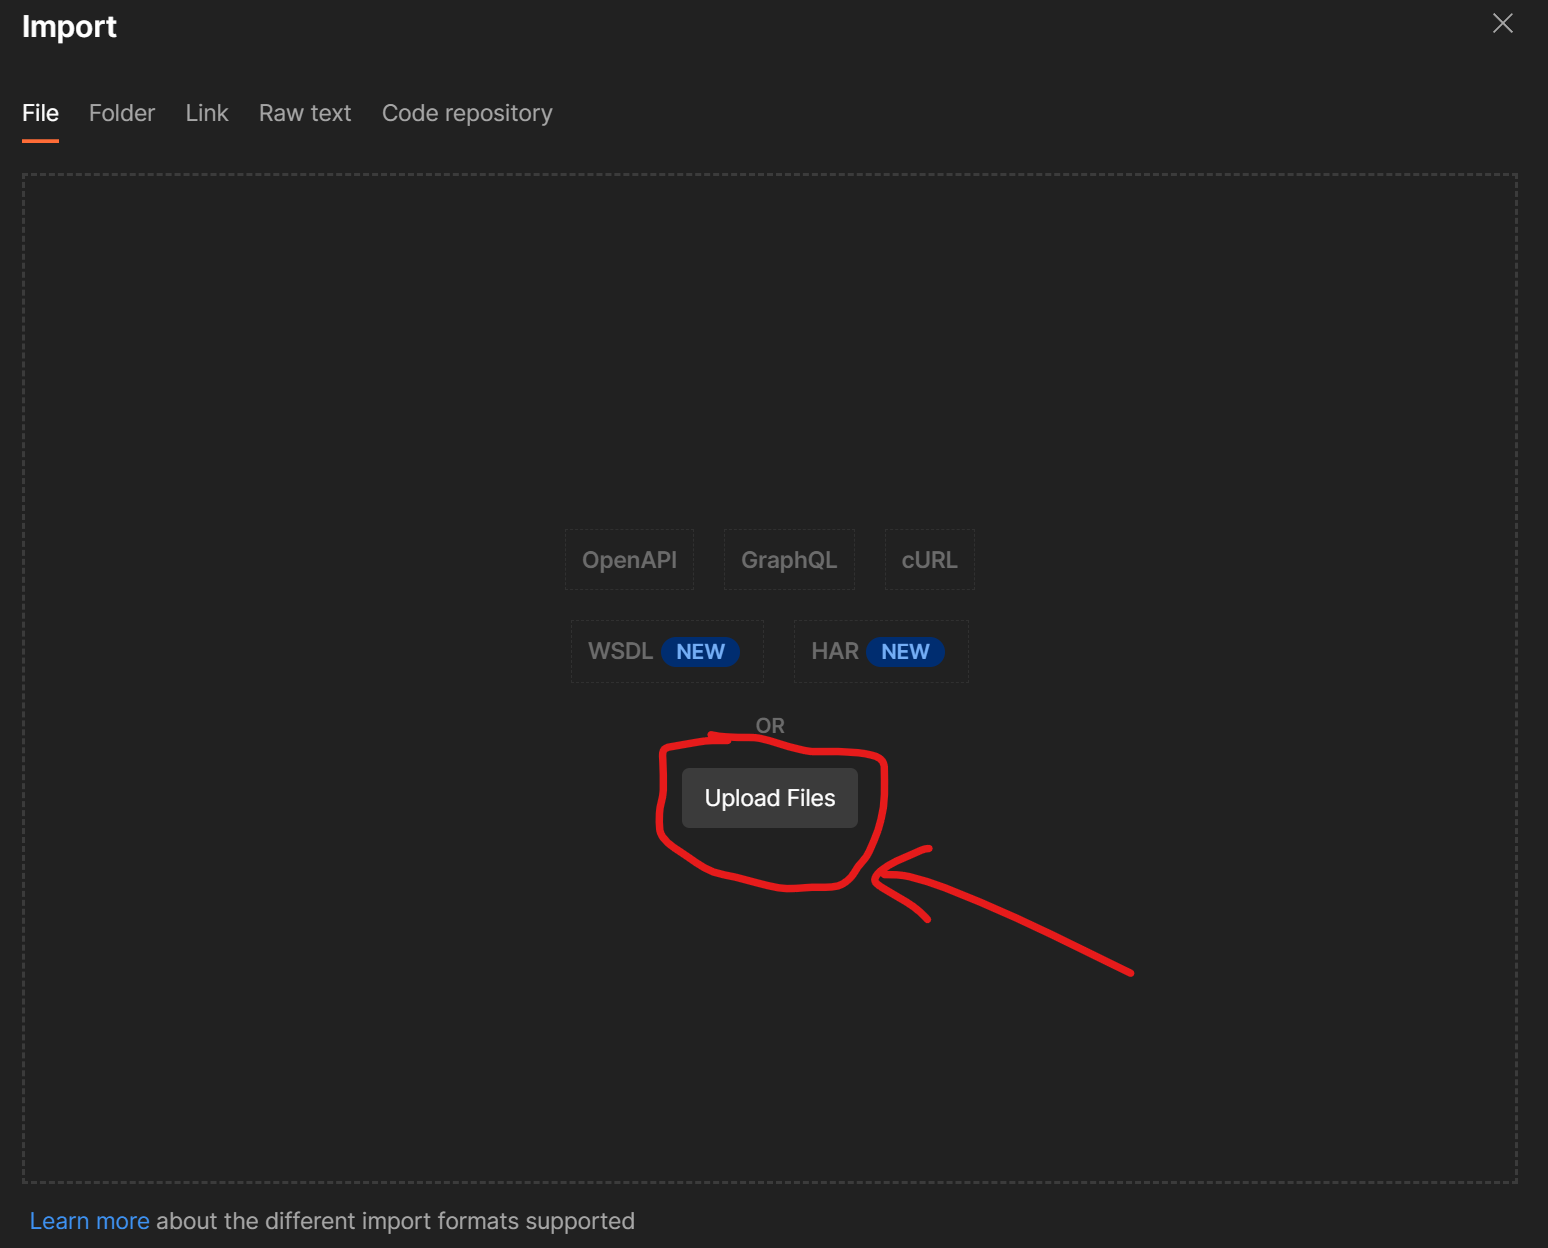 Import
File Folder Link Raw text Code repository
OpenAPI GraphQL cURL
WSDL NEW HAR NEW
OR
Upload Files
Learn more about the different import formats supported